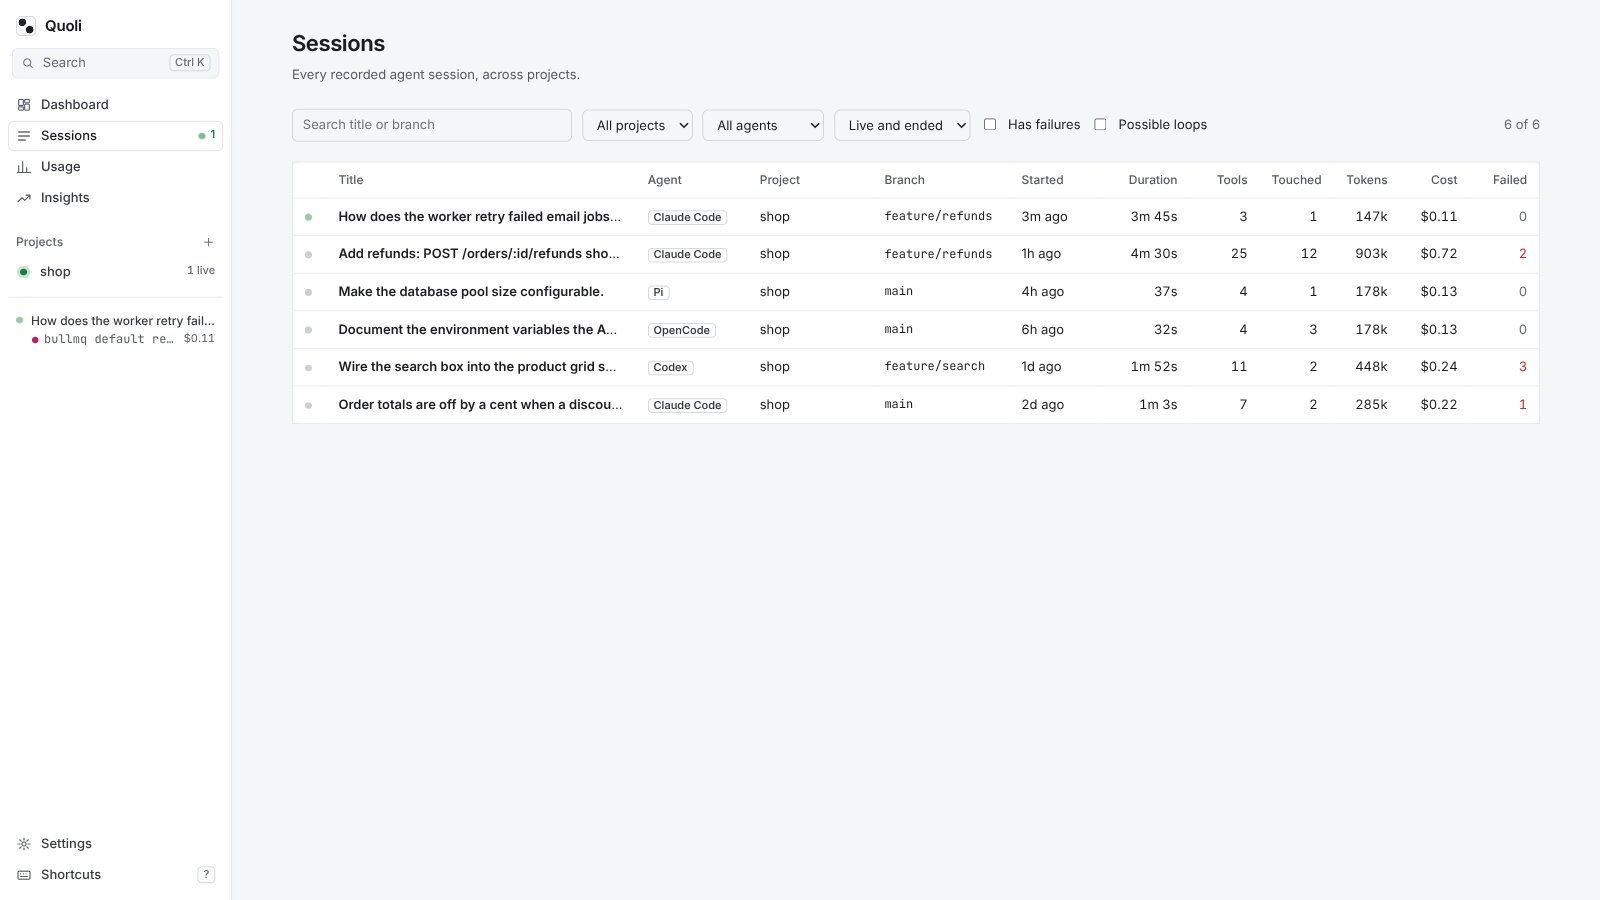 Quoli
Search Ctrl K
Dashboard
Sessions 1
Usage
Insights
Projects +
shop 1 live
How does the worker retry fail...
bullmq default re... $0.11
Settings
Shortcuts ?
Sessions
Every recorded agent session, across projects.
Search title or branch All projects All agents Live and ended Has failures Possible loops 6 of 6
Title Agent Project Branch Started Duration Tools Touched Tokens Cost Failed
How does the worker retry failed email jobs... Claude Code shop feature/refunds 3m ago 3m 45s 3 1 147k $0.11 0
Add refunds: POST /orders/:id/refunds sho... Claude Code shop feature/refunds 1h ago 4m 30s 25 12 903k $0.72 2
Make the database pool size configurable. Pi shop main 4h ago 37s 4 1 178k $0.13 0
Document the environment variables the A... OpenCode shop main 6h ago 32s 4 3 178k $0.13 0
Wire the search box into the product grid s... Codex shop feature/search 1d ago 1m 52s 11 2 448k $0.24 3
Order totals are off by a cent when a discou... Claude Code shop main 2d ago 1m 3s 7 2 285k $0.22 1